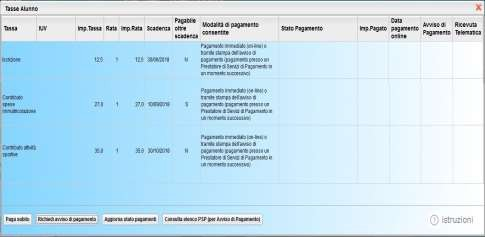 Tasse Alunno
Tassa IUV Imp.Tassa Rata Imp.Rata Scadenza Pagabile oltre scadenza Modalità di pagamento consentite Stato Pagamento Imp.Pagato Data pagamento online Avviso di Pagamento Ricevuta Telematica
Iscrizione 12,5 1 12,5 30/06/2018 N Pagamento immediato (on-line) o
tramite stampa dell'avviso di
pagamento (pagamento presso un
Prestatore di Servizi di Pagamento in
un momento successivo)
Contributo spese immatricolazione 27,0 1 27,0 10/09/2018 S Pagamento immediato (on-line) o
tramite stampa dell'avviso di
pagamento (pagamento presso un
Prestatore di Servizi di Pagamento in
un momento successivo)
Contributo attività sportive 35,0 1 35,0 30/10/2018 N Pagamento immediato (on-line) o
tramite stampa dell'avviso di
pagamento (pagamento presso un
Prestatore di Servizi di Pagamento in
un momento successivo)
Paga subito Richiedi avviso di pagamento Aggiorna stato pagamenti Consulta elenco PSP (per Avviso di Pagamento) Istruzioni